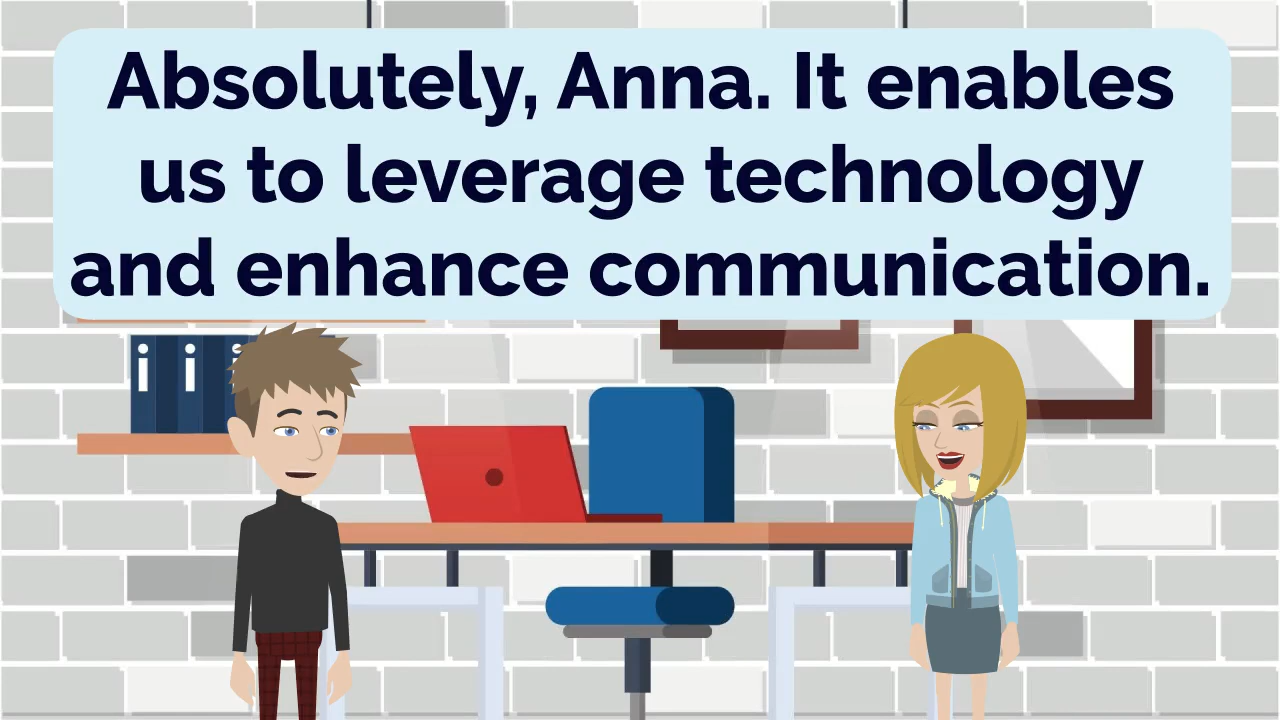 Absolutely, Anna. It enables
us to leverage technology
and enhance communication.